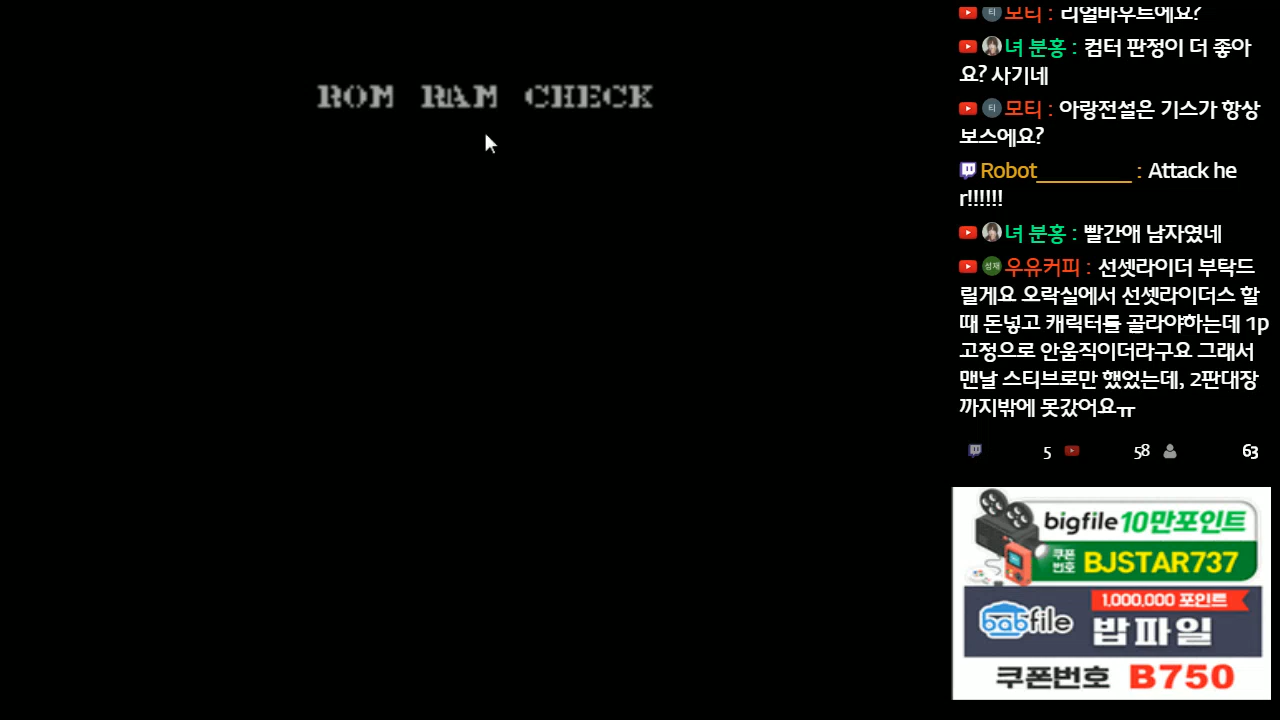 ROM RAM CHECK
티 모티 : 리얼바우트에요?
녀 분홍 : 컴터 판정이 더 좋아
요? 사기네
티 모티 : 아랑전설은 기스가 항상
보스에요?
Robot_________ : Attack he
r!!!!!!
녀 분홍 : 빨간애 남자였네
성재 우유커피 : 선셋라이더 부탁드
릴게요 오락실에서 선셋라이더스 할
때 돈넣고 캐릭터를 골라야하는데 1p
고정으로 안움직이더라구요 그래서
맨날 스티브로만 했었는데, 2판대장
까지밖에 못갔어요ㅠ
5 58 63
bigfile 10만포인트
쿠폰
번호 BJSTAR737
1,000,000 포인트
babfile 밥파일
쿠폰번호 B750